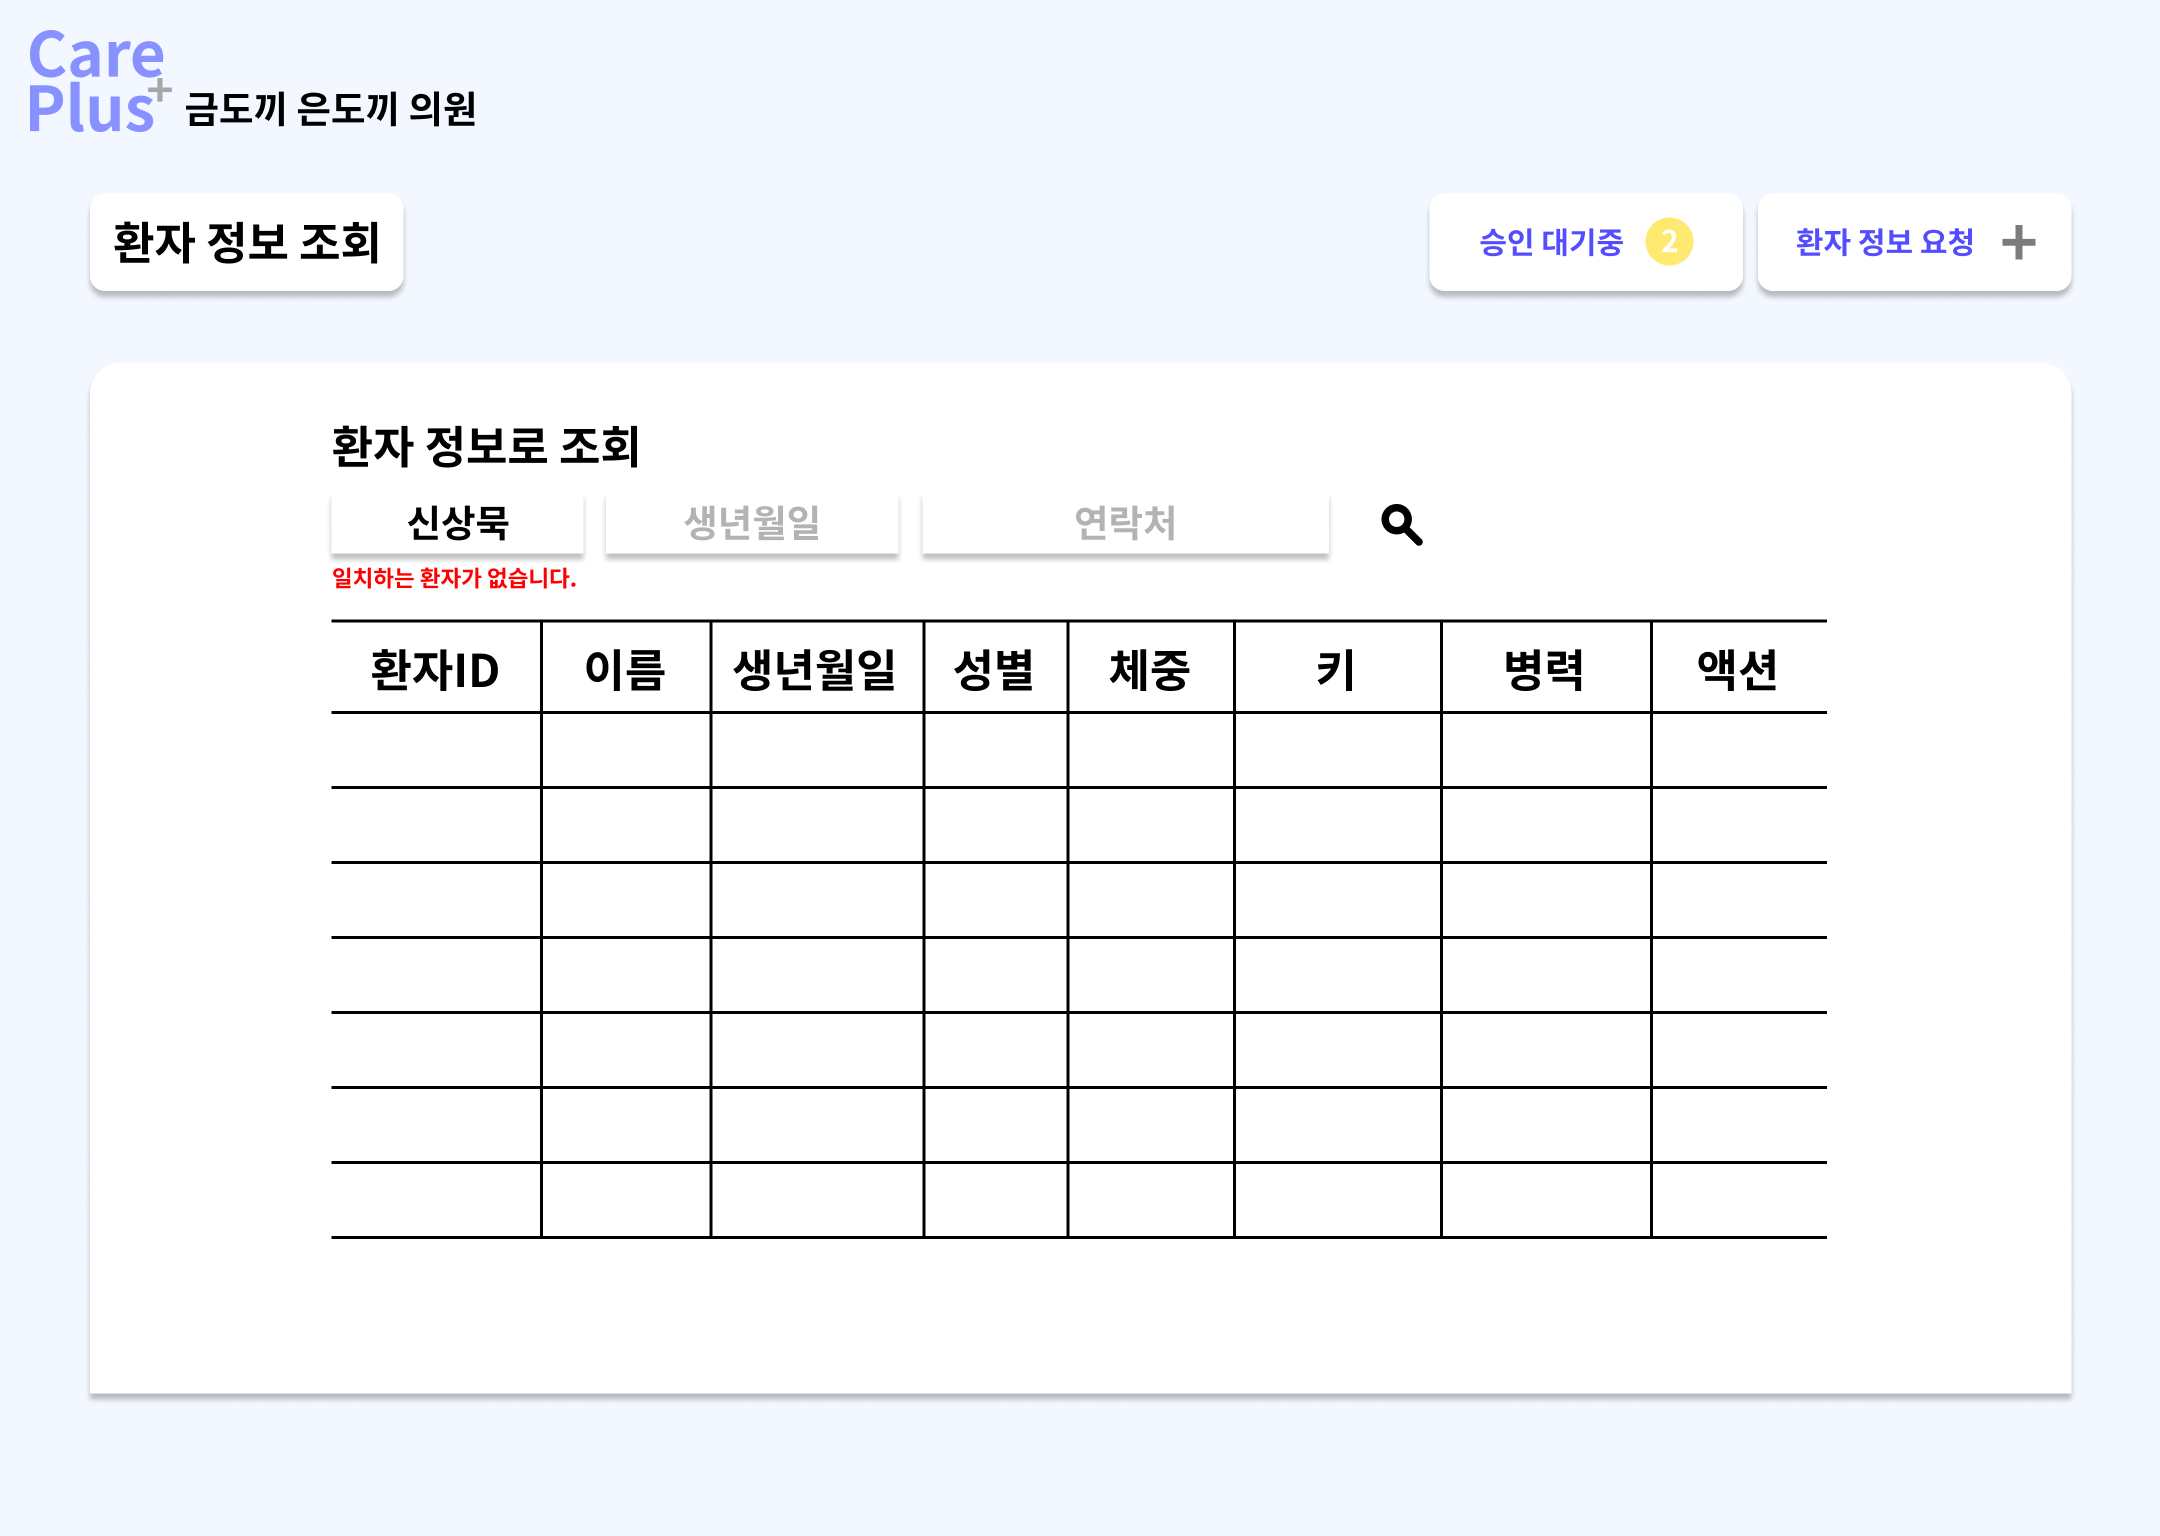 Care
Plus+ 금도끼 은도끼 의원
환자 정보 조회
승인 대기중 2
환자 정보 요청 +
환자 정보로 조회
신상묵 생년월일 연락처
일치하는 환자가 없습니다.
환자ID 이름 생년월일 성별 체중 키 병력 액션